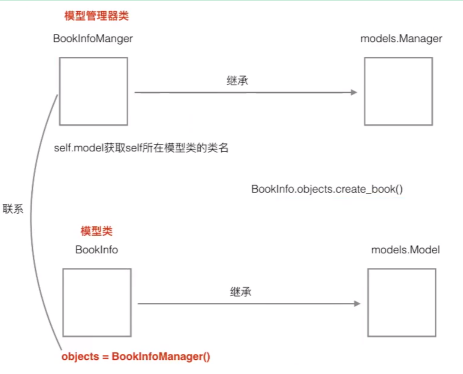 模型管理器类
BookInfoManger
models.Manager
继承
self.model获取self所在模型类的类名
BookInfo.objects.create_book()
联系
模型类
BookInfo
models.Model
继承
objects = BookInfoManager()